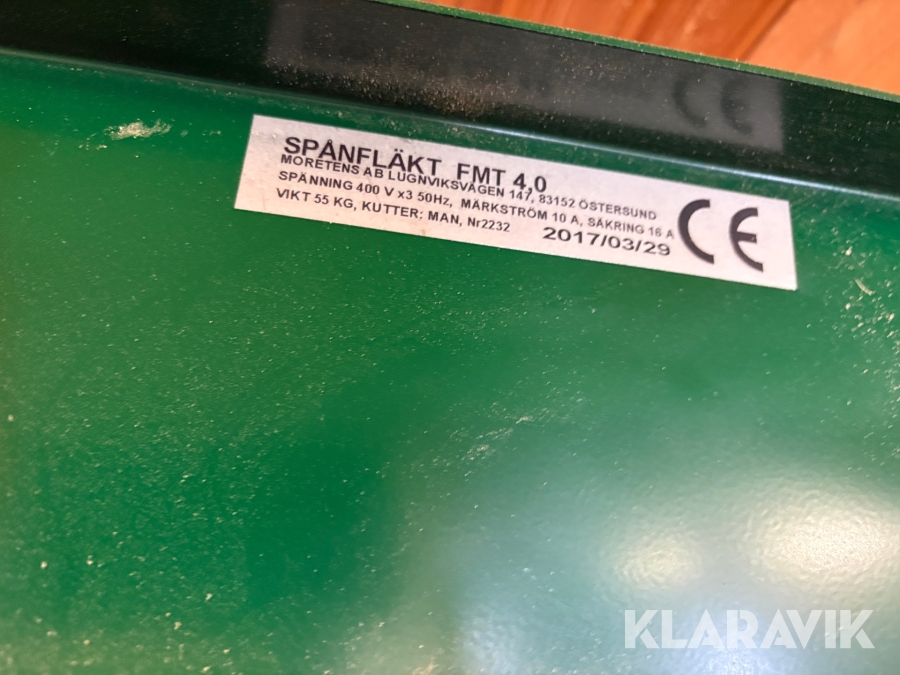 SPÅNFLÄKT FMT 4,0
MORETENS AB LUGNVIKSVÄGEN 147, 83152 ÖSTERSUND
SPÄNNING 400 V x3 50Hz, MÄRKSTRÖM 10 A, SÄKRING 16 A
VIKT 55 KG, KUTTER; MAN, Nr2232 2017/03/29
CE
KLARAVIK